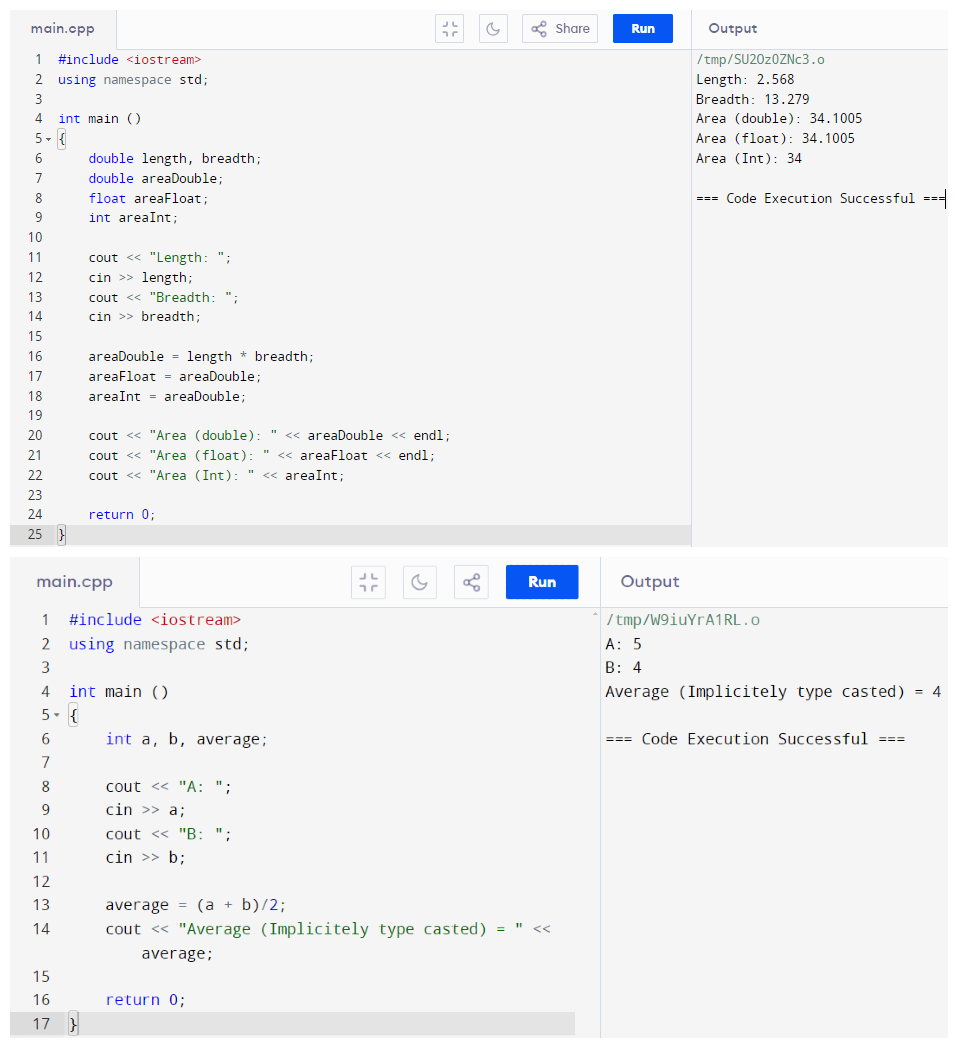 main.cpp Share Run Output
1 #include <iostream>
2 using namespace std;
3
4 int main ()
5 {
6 double length, breadth;
7 double areaDouble;
8 float areaFloat;
9 int areaInt;
10
11 cout << "Length: ";
12 cin >> length;
13 cout << "Breadth: ";
14 cin >> breadth;
15
16 areaDouble = length * breadth;
17 areaFloat = areaDouble;
18 areaInt = areaDouble;
19
20 cout << "Area (double): " << areaDouble << endl;
21 cout << "Area (float): " << areaFloat << endl;
22 cout << "Area (Int): " << areaInt;
23
24 return 0;
25 }
/tmp/SU2Oz0ZNc3.o
Length: 2.568
Breadth: 13.279
Area (double): 34.1005
Area (float): 34.1005
Area (Int): 34
=== Code Execution Successful ===
main.cpp Run Output
1 #include <iostream>
2 using namespace std;
3
4 int main ()
5 {
6 int a, b, average;
7
8 cout << "A: ";
9 cin >> a;
10 cout << "B: ";
11 cin >> b;
12
13 average = (a + b)/2;
14 cout << "Average (Implicitely type casted) = " <<
average;
15
16 return 0;
17 }
/tmp/W9iuYrA1RL.o
A: 5
B: 4
Average (Implicitely type casted) = 4
=== Code Execution Successful ===